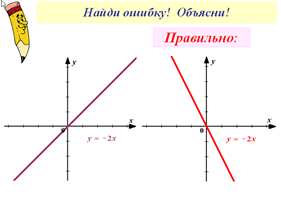 Найди ошибку! Объясни!
Правильно:
y
y
x
x
0
0
y = -2x
y = -2x